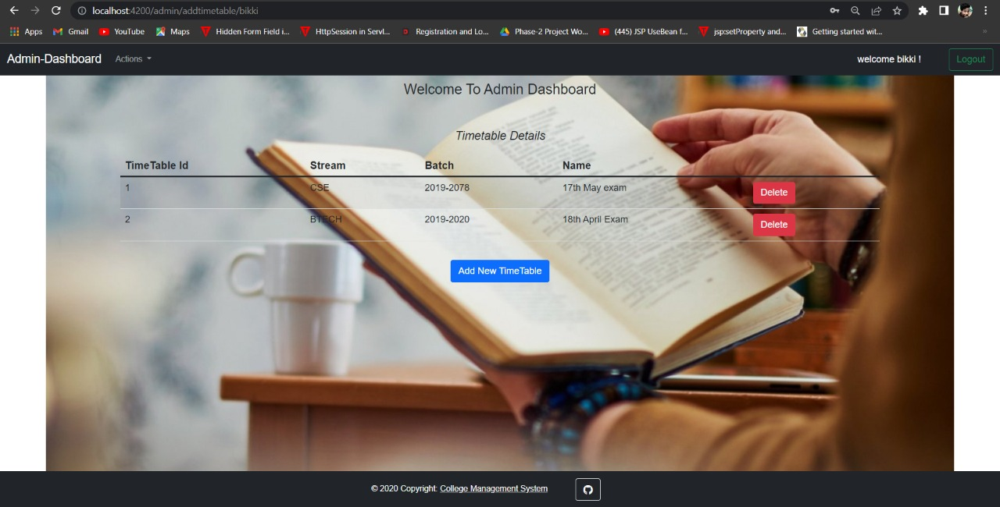 localhost:4200/admin/addtimetable/bikki
Apps Gmail YouTube Maps Hidden Form Field i... HttpSession in Servl... Registration and Lo... Phase-2 Project Wo... (445) JSP UseBean f... jsp:setProperty and... Getting started wit... »
Admin-Dashboard Actions welcome bikki ! Logout
Welcome To Admin Dashboard
Timetable Details
TimeTable Id Stream Batch Name
1 CSE 2019-2078 17th May exam Delete
2 BTECH 2019-2020 18th April Exam Delete
Add New TimeTable
© 2020 Copyright: College Management System